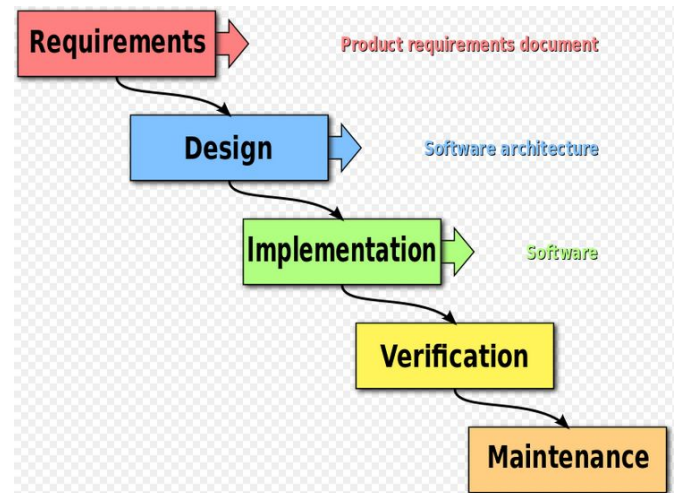 Requirements
Product requirements document
Design
Software architecture
Implementation
Software
Verification
Maintenance